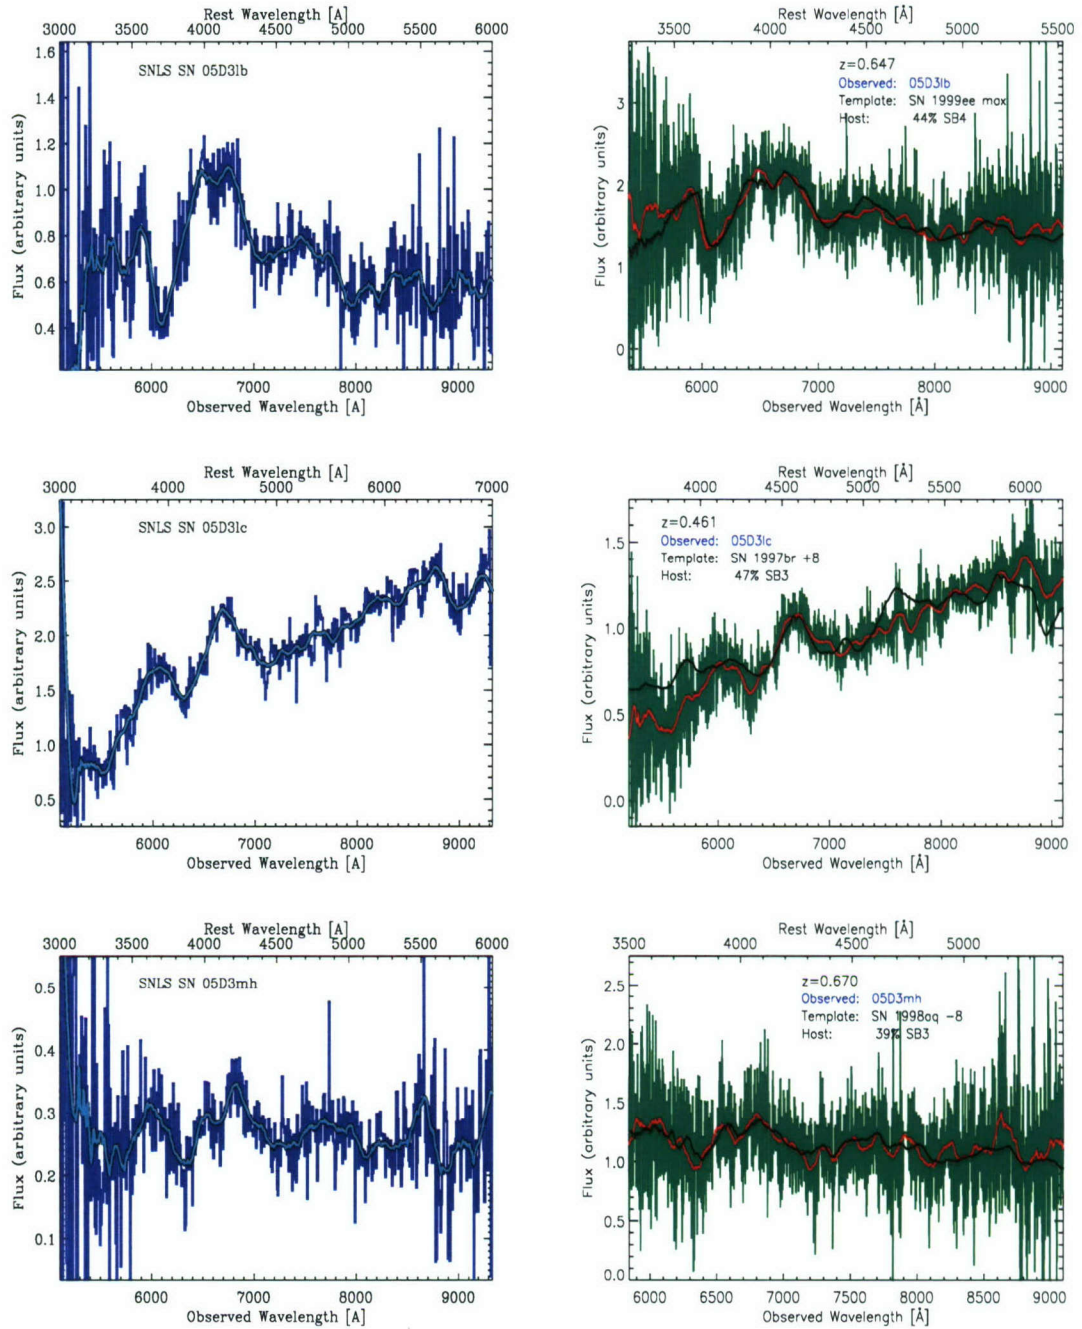 Rest Wavelength [A]
3000 3500 4000 4500 5000 5500 6000
SNLS SN 05D3lb
Flux (arbitrary units)
1.6
1.4
1.2
1.0
0.8
0.6
0.4
6000 7000 8000 9000
Observed Wavelength [A]
Rest Wavelength [Å]
3500 4000 4500 5000 5500
z=0.647
Observed: 05D3lb
Template: SN 1999ee max
Host: 44% SB4
Flux (arbitrary units)
3
2
1
0
6000 7000 8000 9000
Observed Wavelength [Å]
Rest Wavelength [A]
3000 4000 5000 6000 7000
SNLS SN 05D3lc
Flux (arbitrary units)
3.0
2.5
2.0
1.5
1.0
0.5
6000 7000 8000 9000
Observed Wavelength [A]
Rest Wavelength [Å]
4000 4500 5000 5500 6000
z=0.461
Observed: 05D3lc
Template: SN 1997br +8
Host: 47% SB3
Flux (arbitrary units)
1.5
1.0
0.5
0.0
6000 7000 8000 9000
Observed Wavelength [Å]
Rest Wavelength [A]
3000 3500 4000 4500 5000 5500 6000
SNLS SN 05D3mh
Flux (arbitrary units)
0.5
0.4
0.3
0.2
0.1
6000 7000 8000 9000
Observed Wavelength [A]
Rest Wavelength [Å]
3500 4000 4500 5000
z=0.670
Observed: 05D3mh
Template: SN 1998aq -8
Host: 39% SB3
Flux (arbitrary units)
2.5
2.0
1.5
1.0
0.5
0.0
6000 6500 7000 7500 8000 8500 9000
Observed Wavelength [Å]